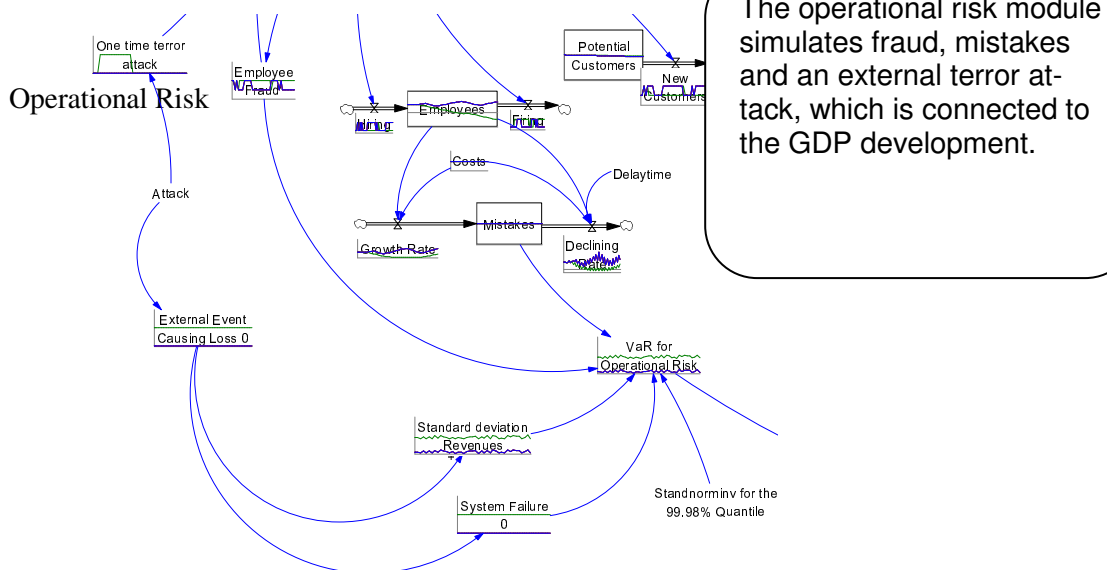 The operational risk module
simulates fraud, mistakes
and an external terror at-
tack, which is connected to
the GDP development.
One time terror
attack
Operational Risk
Employee
Fraud
Potential
Customers
New
Customers
Hiring
Employees
Firing
Costs
Delaytime
Attack
Mistakes
Growth Rate
Declining
Rate
External Event
Causing Loss 0
VaR for
Operational Risk
Standard deviation
Revenues
System Failure
0
Standnorminv for the
99.98% Quantile